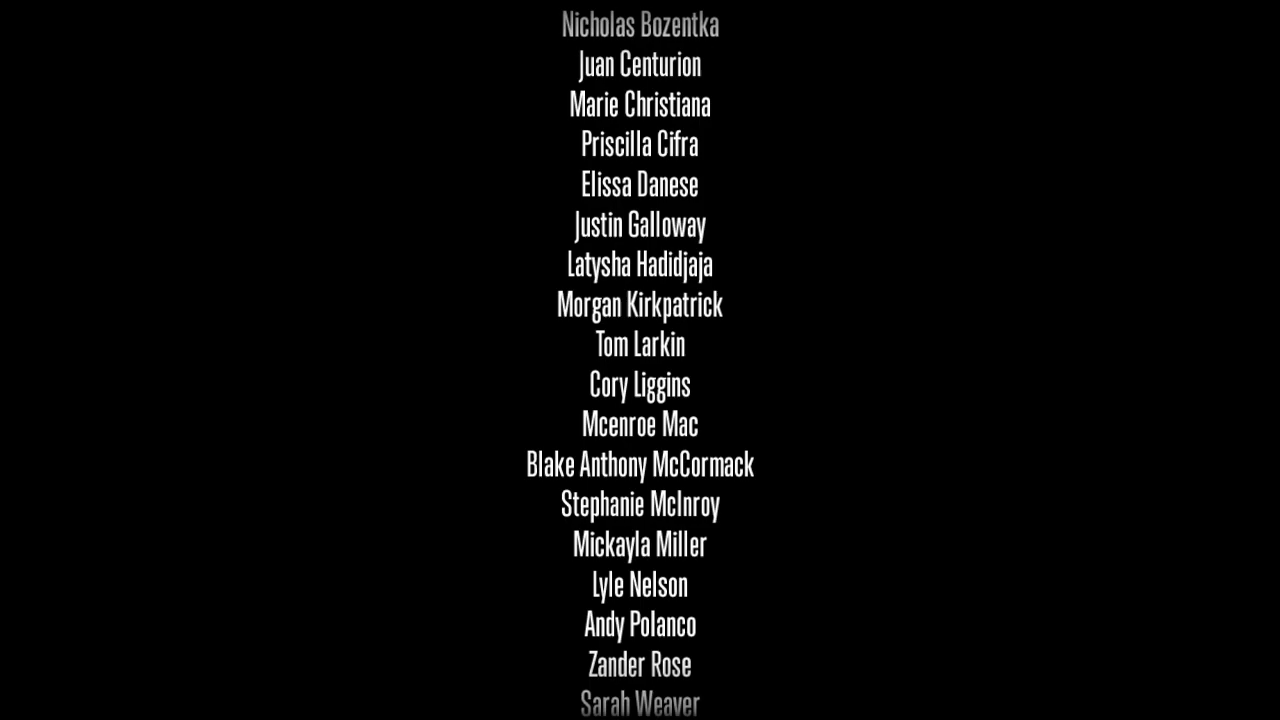 Nicholas Bozentka
Juan Centurion
Marie Christiana
Priscilla Cifra
Elissa Danese
Justin Galloway
Latysha Hadidjaja
Morgan Kirkpatrick
Tom Larkin
Cory Liggins
Mcenroe Mac
Blake Anthony McCormack
Stephanie McInroy
Mickayla Miller
Lyle Nelson
Andy Polanco
Zander Rose
Sarah Weaver